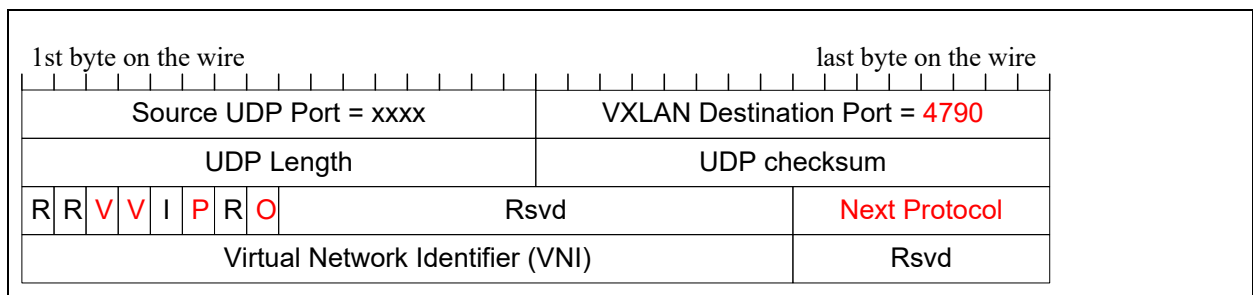 1st byte on the wire last byte on the wire
Source UDP Port = xxxx VXLAN Destination Port = 4790
UDP Length UDP checksum
R R V V I P R O Rsvd Next Protocol
Virtual Network Identifier (VNI) Rsvd